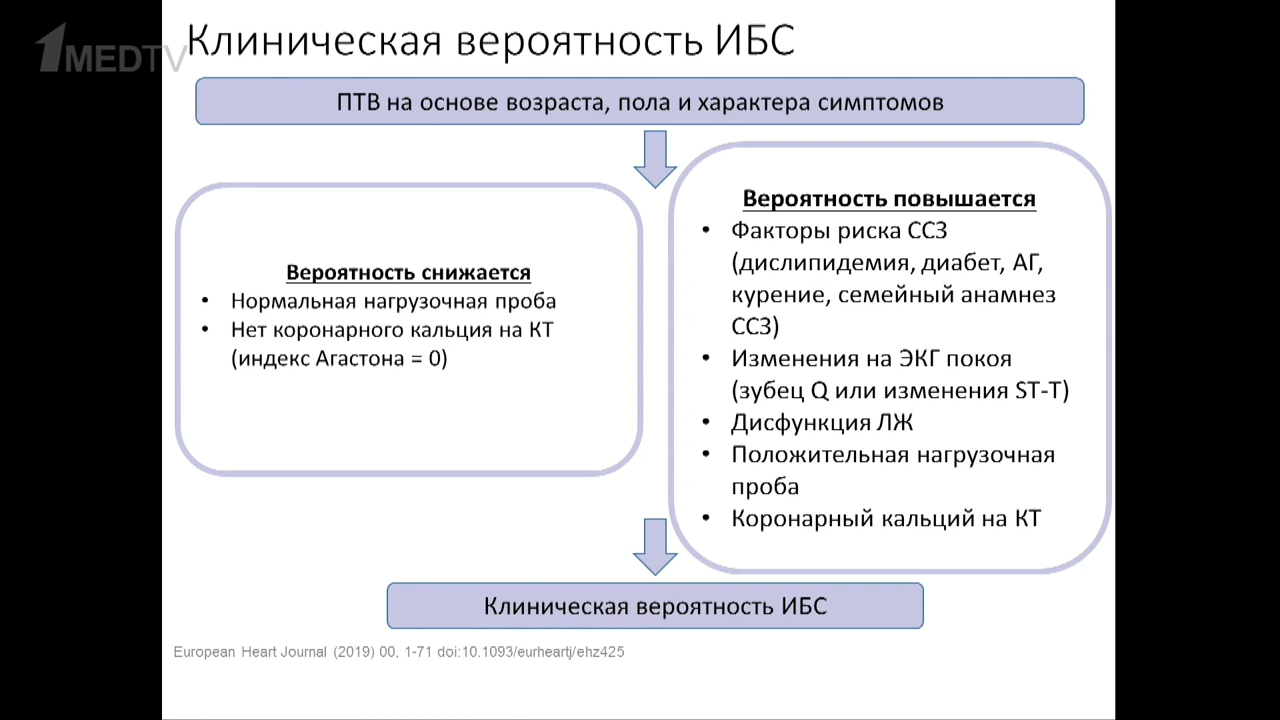 1MEDTV
Клиническая вероятность ИБС
ПТВ на основе возраста, пола и характера симптомов
Вероятность снижается
• Нормальная нагрузочная проба
• Нет коронарного кальция на КТ
(индекс Агастона = 0)
Вероятность повышается
• Факторы риска ССЗ
(дислипидемия, диабет, АГ,
курение, семейный анамнез
ССЗ)
• Изменения на ЭКГ покоя
(зубец Q или изменения ST-T)
• Дисфункция ЛЖ
• Положительная нагрузочная
проба
• Коронарный кальций на КТ
Клиническая вероятность ИБС
European Heart Journal (2019) 00, 1-71 doi:10.1093/eurheartj/ehz425